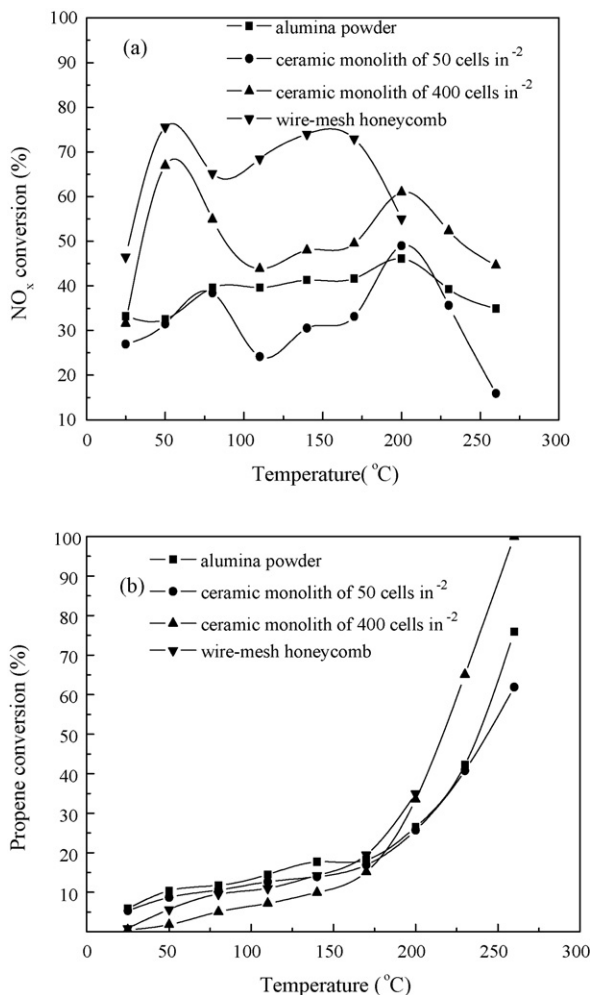 100
90
80
70
60
50
40
30
20
10
NOx conversion (%)
(a)
alumina powder
ceramic monolith of 50 cells in-2
ceramic monolith of 400 cells in-2
wire-mesh honeycomb
0 50 100 150 200 250 300
Temperature( °C)
100
90
80
70
60
50
40
30
20
10
Propene conversion (%)
(b)
alumina powder
ceramic monolith of 50 cells in-2
ceramic monolith of 400 cells in-2
wire-mesh honeycomb
0 50 100 150 200 250 300
Temperature (°C)